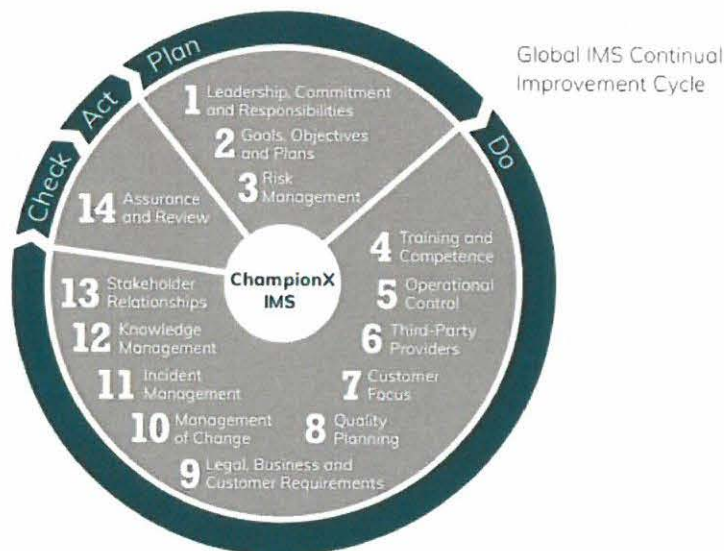 Global IMS Continual
Improvement Cycle
Plan
Do
Check
Act
1 Leadership, Commitment
and Responsibilities
2 Goals, Objectives
and Plans
3 Risk
Management
4 Training and
Competence
5 Operational
Control
6 Third-Party
Providers
7 Customer
Focus
8 Quality
Planning
9 Legal, Business and
Customer Requirements
10 Management
of Change
11 Incident
Management
12 Knowledge
Management
13 Stakeholder
Relationships
14 Assurance
and Review
ChampionX
IMS